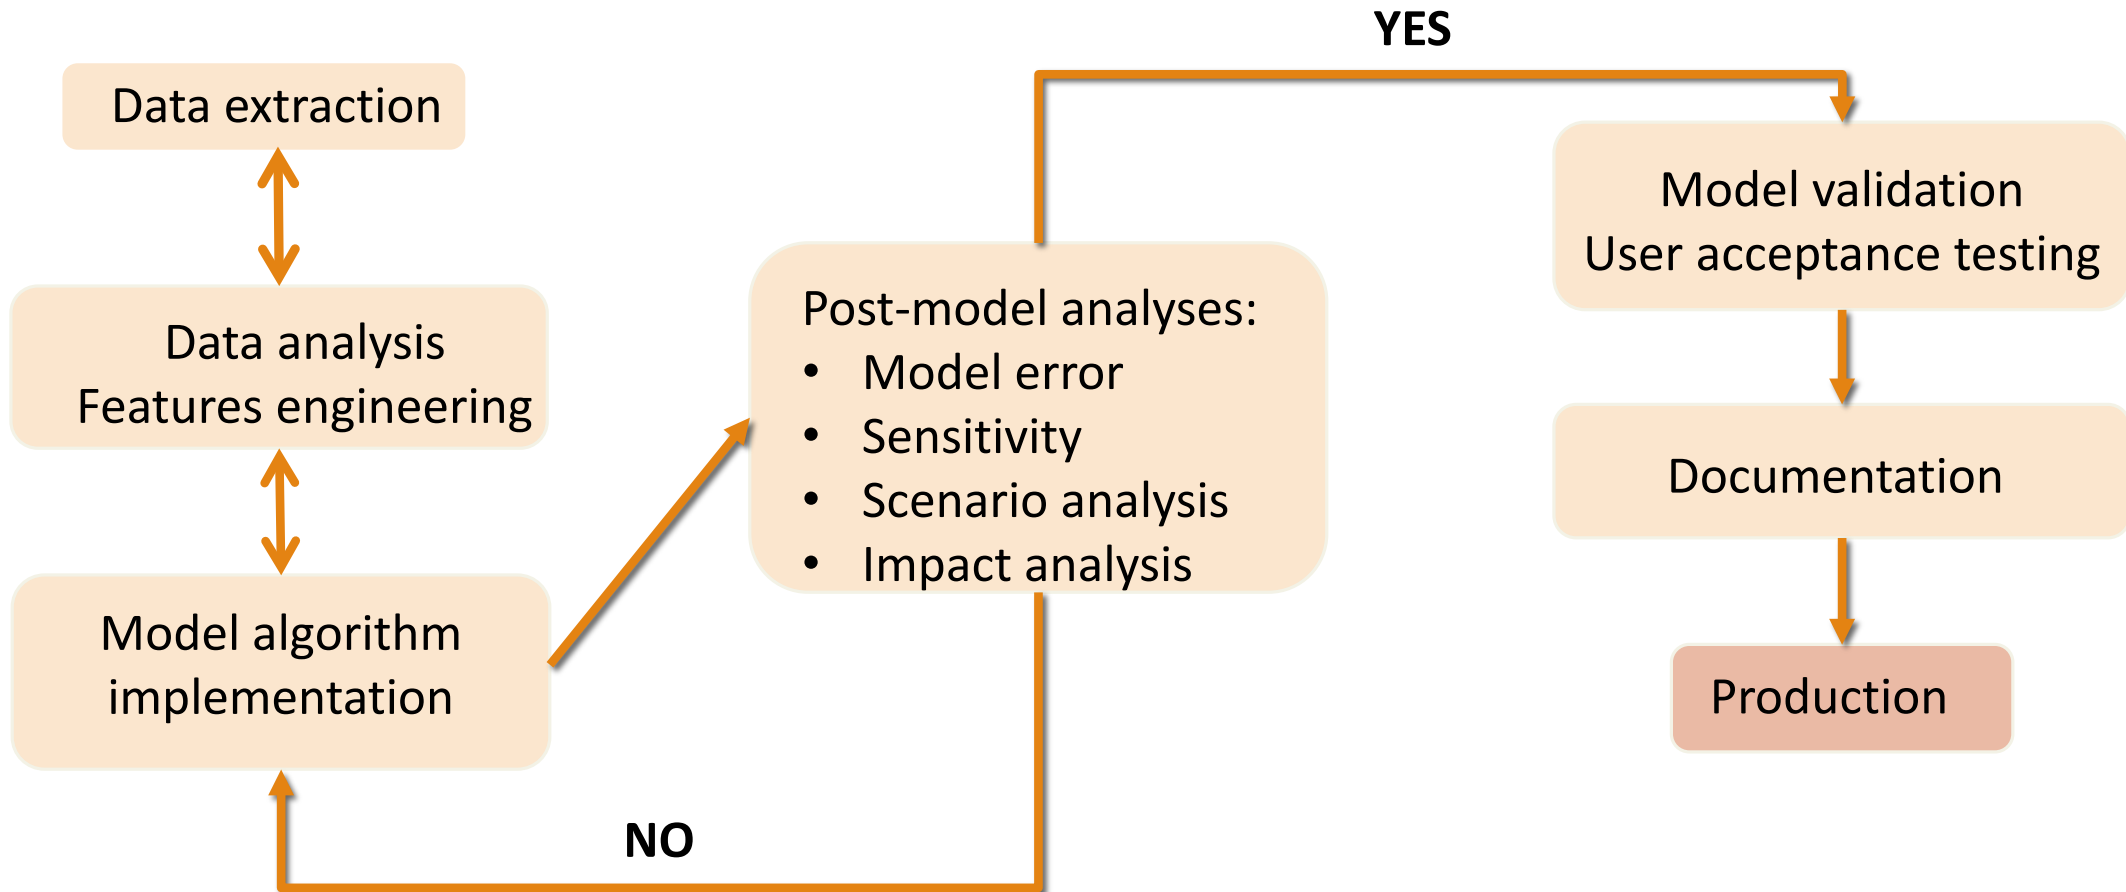 Data extraction
Data analysis
Features engineering
Model algorithm
implementation
Post-model analyses:
• Model error
• Sensitivity
• Scenario analysis
• Impact analysis
YES
NO
Model validation
User acceptance testing
Documentation
Production